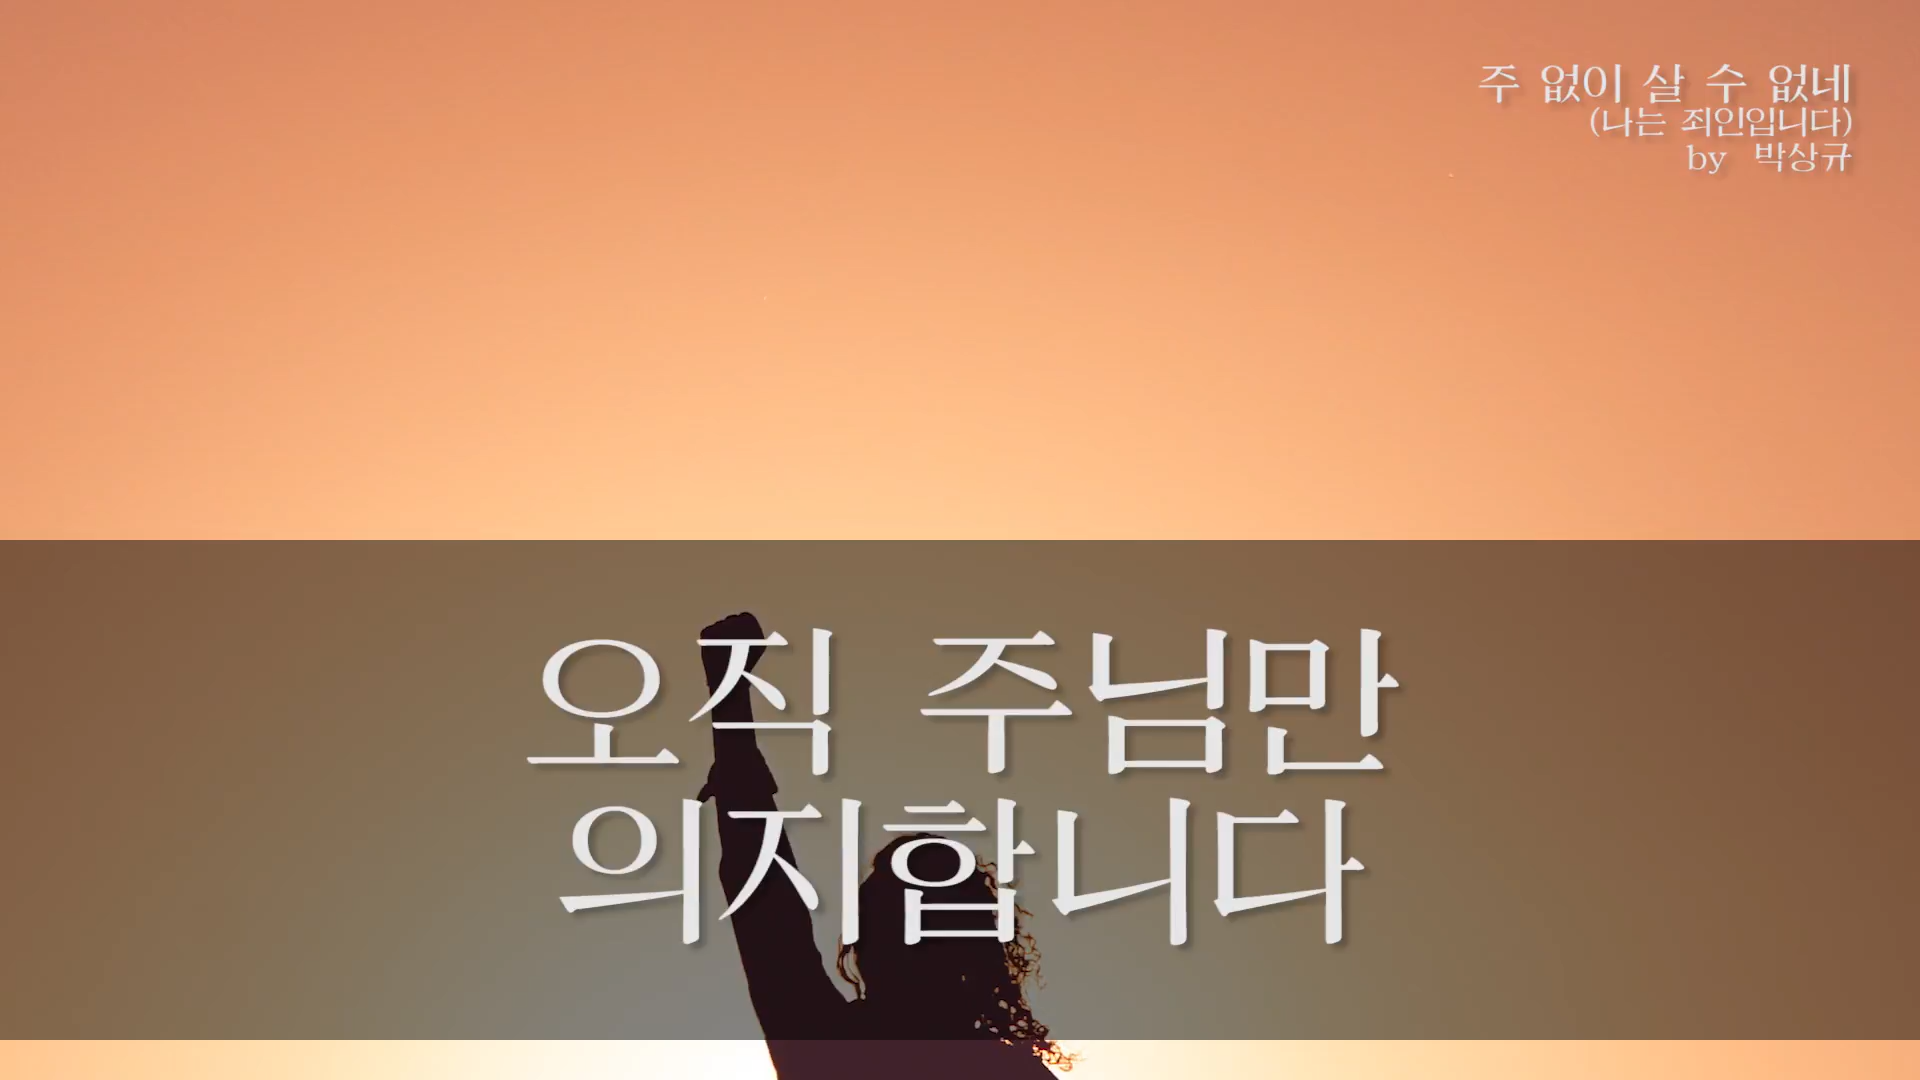 주 없이 살 수 없네
(나는 죄인입니다)
by 박상규
오직 주님만
의지합니다